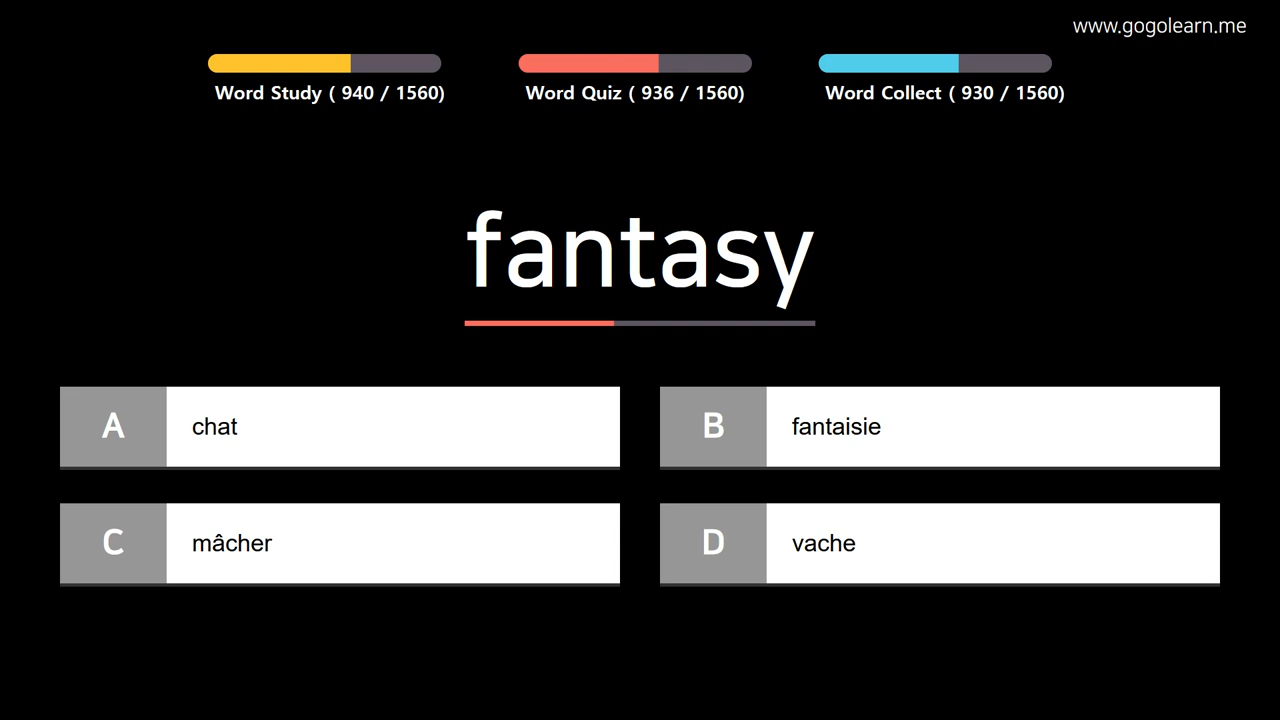 www.gogolearn.me
Word Study ( 940 / 1560)
Word Quiz ( 936 / 1560)
Word Collect ( 930 / 1560)
fantasy
A chat
B fantaisie
C mâcher
D vache